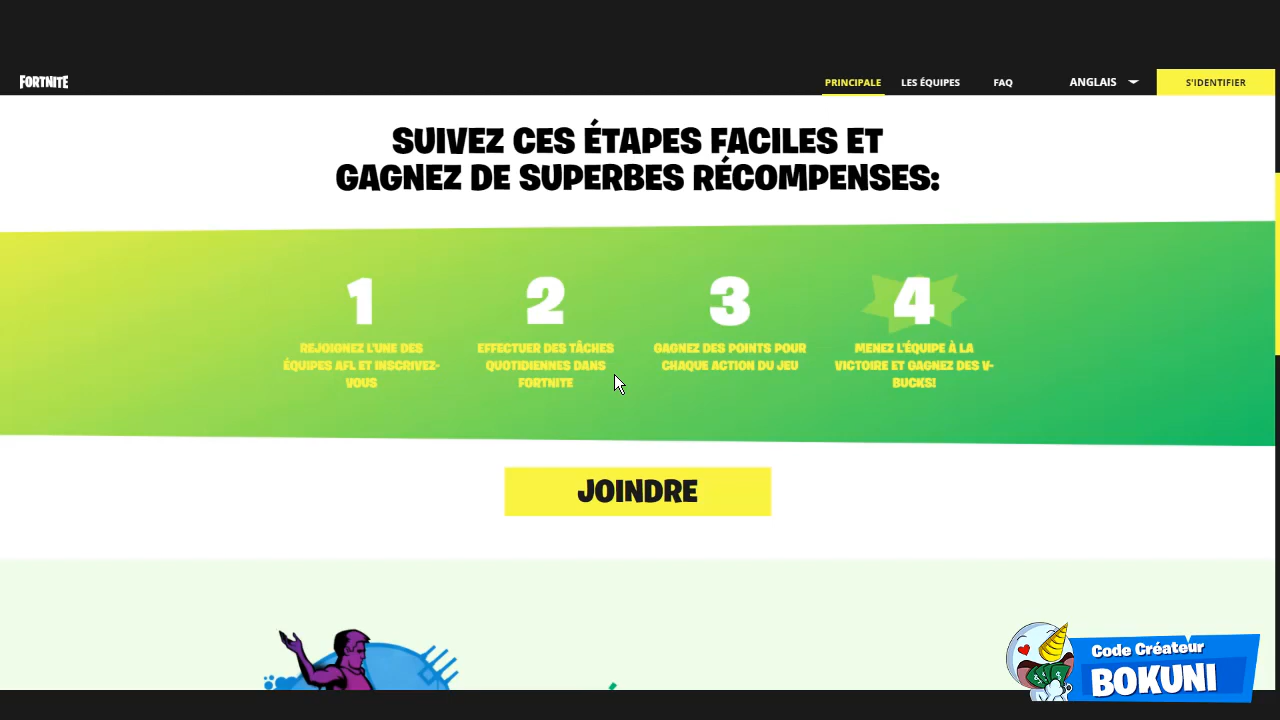 FORTNITE
PRINCIPALE
LES ÉQUIPES
FAQ
ANGLAIS
S'IDENTIFIER
SUIVEZ CES ÉTAPES FACILES ET
GAGNEZ DE SUPERBES RÉCOMPENSES:
1
REJOIGNEZ L'UNE DES
ÉQUIPES AFL ET INSCRIVEZ-
VOUS
2
EFFECTUER DES TÂCHES
QUOTIDIENNES DANS
FORTNITE
3
GAGNEZ DES POINTS POUR
CHAQUE ACTION DU JEU
4
MENEZ L'ÉQUIPE À LA
VICTOIRE ET GAGNEZ DES V-
BUCKS!
JOINDRE
Code Créateur
BOKUNI